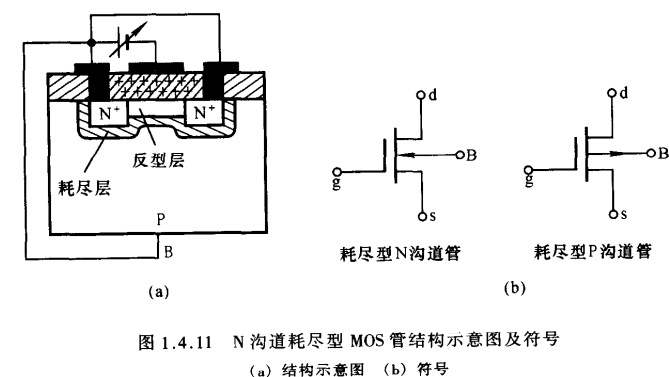 + + + + + + + +
+ + + + + +
N⁺ N⁺
反型层
耗尽层
P
B
(a)
d
g
B
s
耗尽型N沟道管
d
g
B
s
耗尽型P沟道管
(b)
图 1.4.11 N 沟道耗尽型 MOS 管结构示意图及符号
(a) 结构示意图 (b) 符号